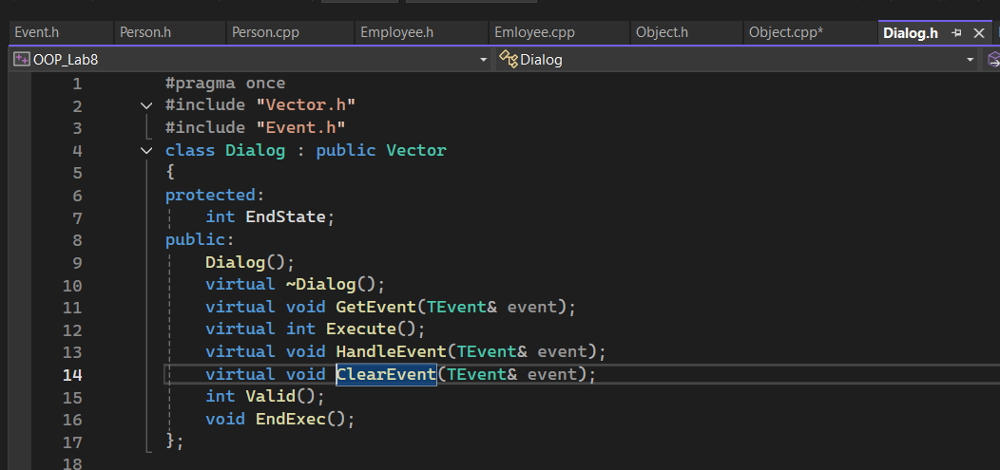 Event.h Person.h Person.cpp Employee.h Emloyee.cpp Object.h Object.cpp* Dialog.h
OOP_Lab8 Dialog
1 #pragma once
2 #include "Vector.h"
3 #include "Event.h"
4 class Dialog : public Vector
5 {
6 protected:
7 int EndState;
8 public:
9 Dialog();
10 virtual ~Dialog();
11 virtual void GetEvent(TEvent& event);
12 virtual int Execute();
13 virtual void HandleEvent(TEvent& event);
14 virtual void ClearEvent(TEvent& event);
15 int Valid();
16 void EndExec();
17 };
18